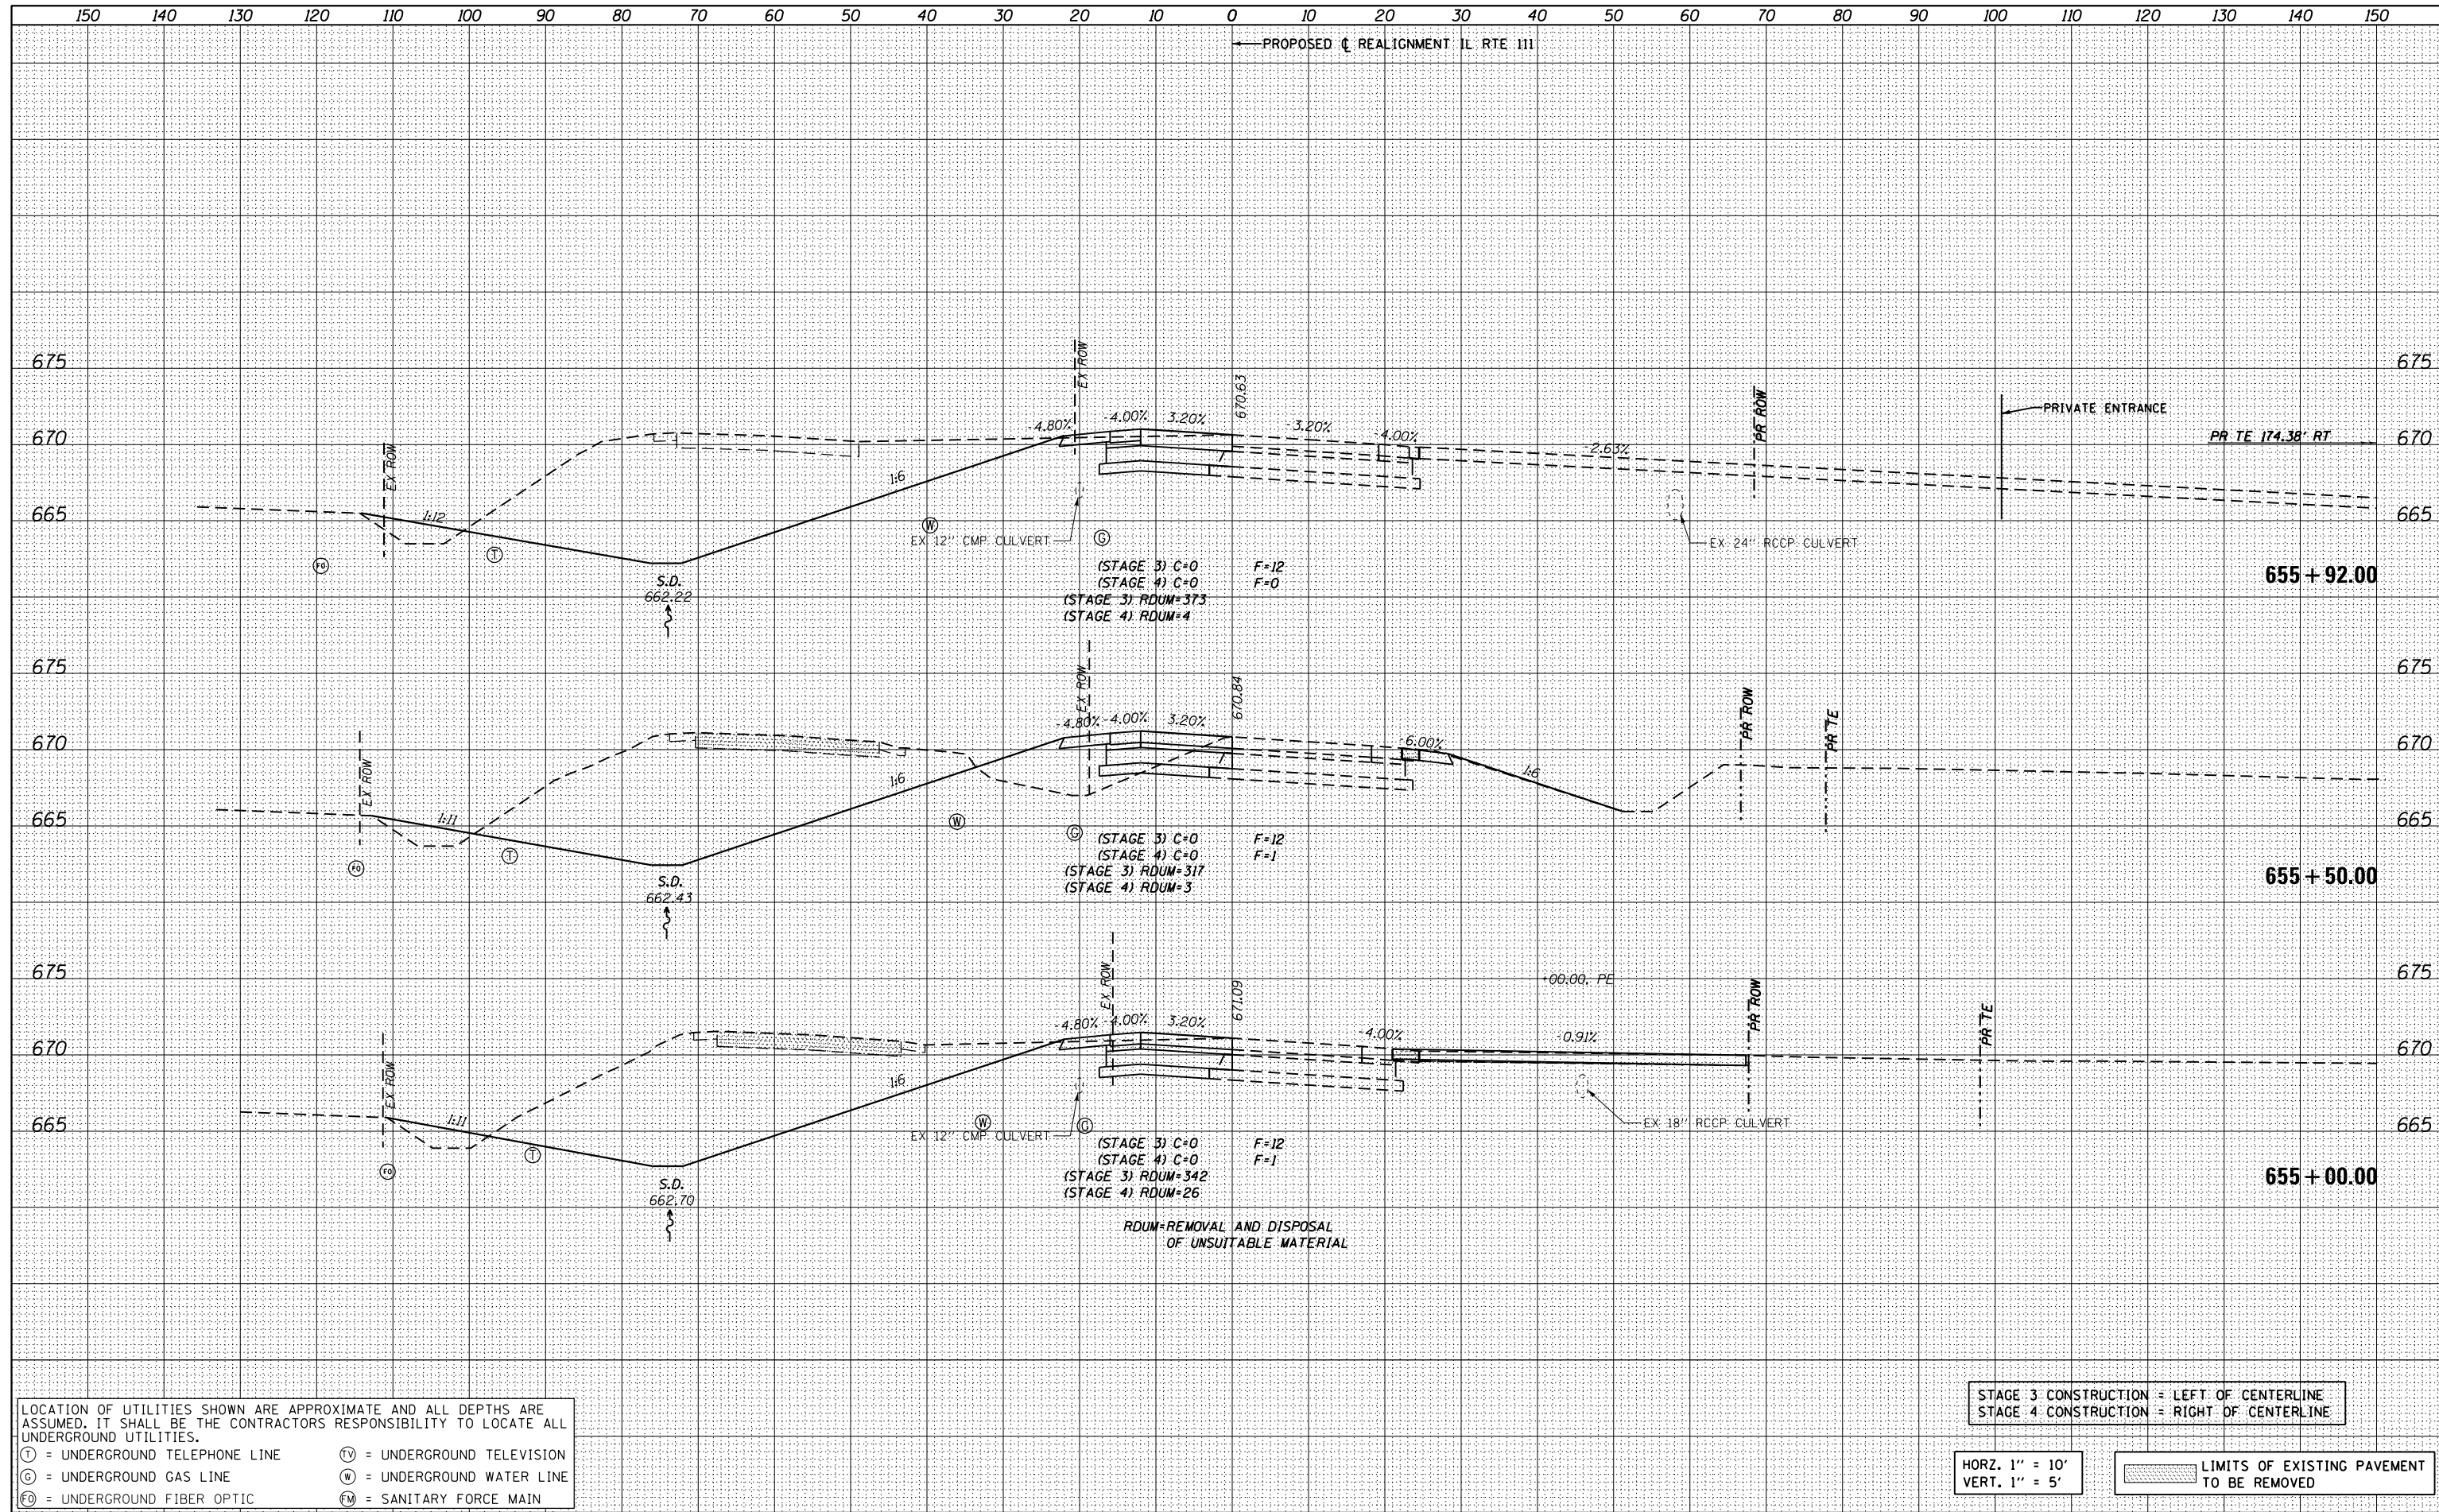 150 140 130 120 110 100 90 80 70 60 50 40 30 20 10 0 10 20 30 40 50 60 70 80 90 100 110 120 130 140 150
PROPOSED ℄ REALIGNMENT IL RTE 111
675 EX ROW 675
670.63
PR ROW
-4.80% -4.00% 3.20% -3.20% -4.00%
PRIVATE ENTRANCE
670 670
PR TE 174.38' RT
EX ROW
-2.63%
1:6
665 1:12 665
W
EX 12'' CMP CULVERT
G
EX 24'' RCCP CULVERT
T
FO
(STAGE 3) C=0 F=12
(STAGE 4) C=0 F=0
(STAGE 3) RDUM=373
(STAGE 4) RDUM=4
S.D.
662.22
655+92.00
675 675
EX ROW
670.84
PR ROW
PR TE
-4.80% -4.00% 3.20%
-6.00%
670 670
EX ROW
1:6
1:6
665 1:11 665
W
G
T
FO
(STAGE 3) C=0 F=12
(STAGE 4) C=0 F=1
(STAGE 3) RDUM=317
(STAGE 4) RDUM=3
S.D.
662.43
655+50.00
675 675
EX ROW
+00.00, PE
671.09
PR ROW
PR TE
-4.80% -4.00% 3.20%
-4.00% -0.91%
670 670
EX ROW
1:6
665 1:11 665
W
G
EX 12'' CMP CULVERT
EX 18'' RCCP CULVERT
T
FO
(STAGE 3) C=0 F=12
(STAGE 4) C=0 F=1
(STAGE 3) RDUM=342
(STAGE 4) RDUM=26
S.D.
662.70
655+00.00
RDUM=REMOVAL AND DISPOSAL
OF UNSUITABLE MATERIAL
LOCATION OF UTILITIES SHOWN ARE APPROXIMATE AND ALL DEPTHS ARE
ASSUMED. IT SHALL BE THE CONTRACTORS RESPONSIBILITY TO LOCATE ALL
UNDERGROUND UTILITIES.
T = UNDERGROUND TELEPHONE LINE TV = UNDERGROUND TELEVISION
G = UNDERGROUND GAS LINE W = UNDERGROUND WATER LINE
FO = UNDERGROUND FIBER OPTIC FM = SANITARY FORCE MAIN
STAGE 3 CONSTRUCTION = LEFT OF CENTERLINE
STAGE 4 CONSTRUCTION = RIGHT OF CENTERLINE
HORZ. 1'' = 10'
VERT. 1'' = 5'
LIMITS OF EXISTING PAVEMENT
TO BE REMOVED